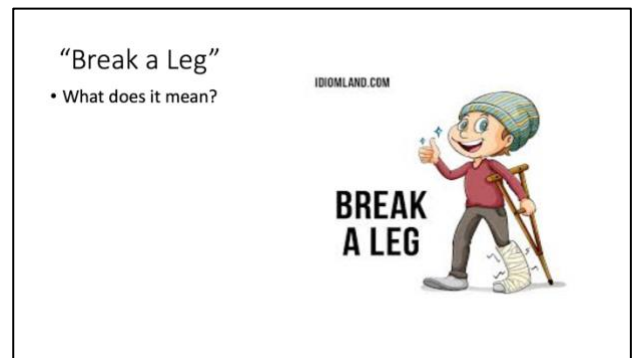 “Break a Leg”
• What does it mean?
IDIOMLAND.COM
BREAK
A LEG